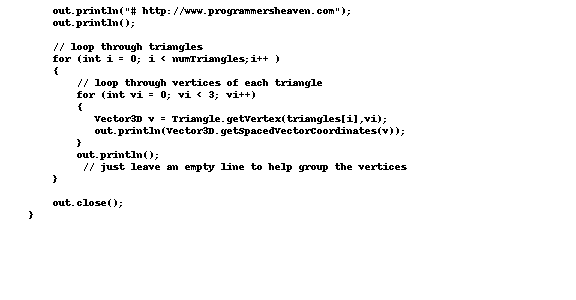 out.println("# http://www.programmersheaven.com");
out.println();
// loop through triangles
for (int i = 0; i < numTriangles;i++ )
{
// loop through vertices of each triangle
for (int vi = 0; vi < 3; vi++)
{
Vector3D v = Triangle.getVertex(triangles[i],vi);
out.println(Vector3D.getSpacedVectorCoordinates(v));
}
out.println();
// just leave an empty line to help group the vertices
}
out.close();
}